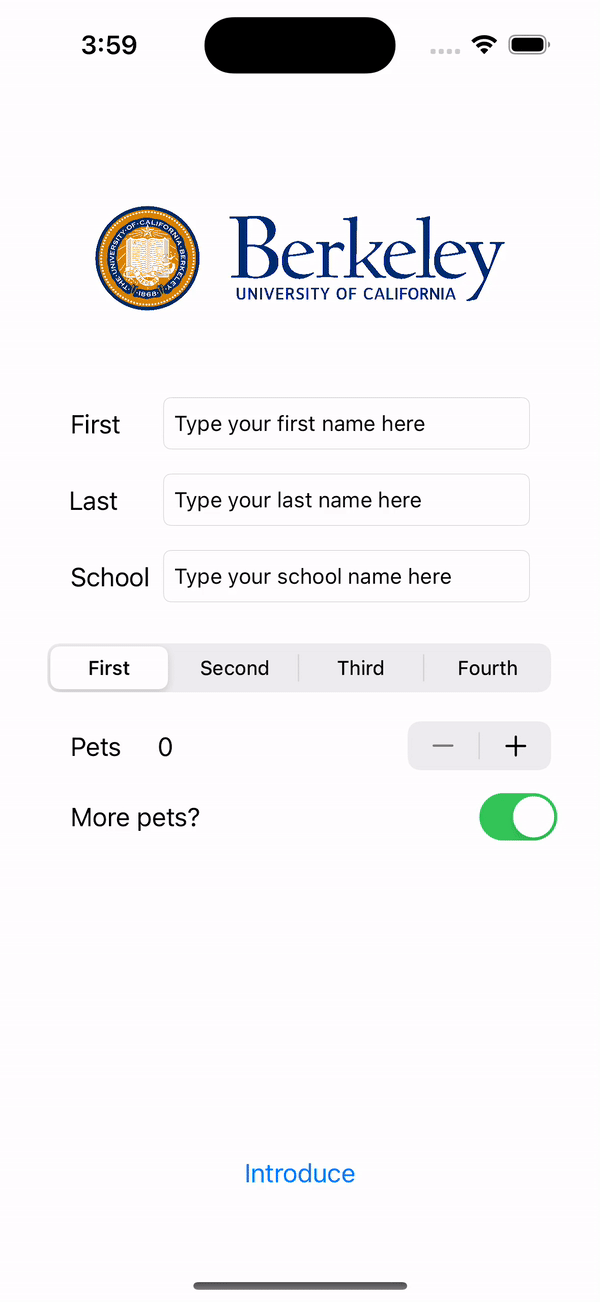 3:59
THE·UNIVERSITY·OF·CALIFORNIA·BERKELEY
·1868·
Berkeley
UNIVERSITY OF CALIFORNIA
First Type your first name here
Last Type your last name here
School Type your school name here
First Second Third Fourth
Pets 0 − +
More pets?
Introduce